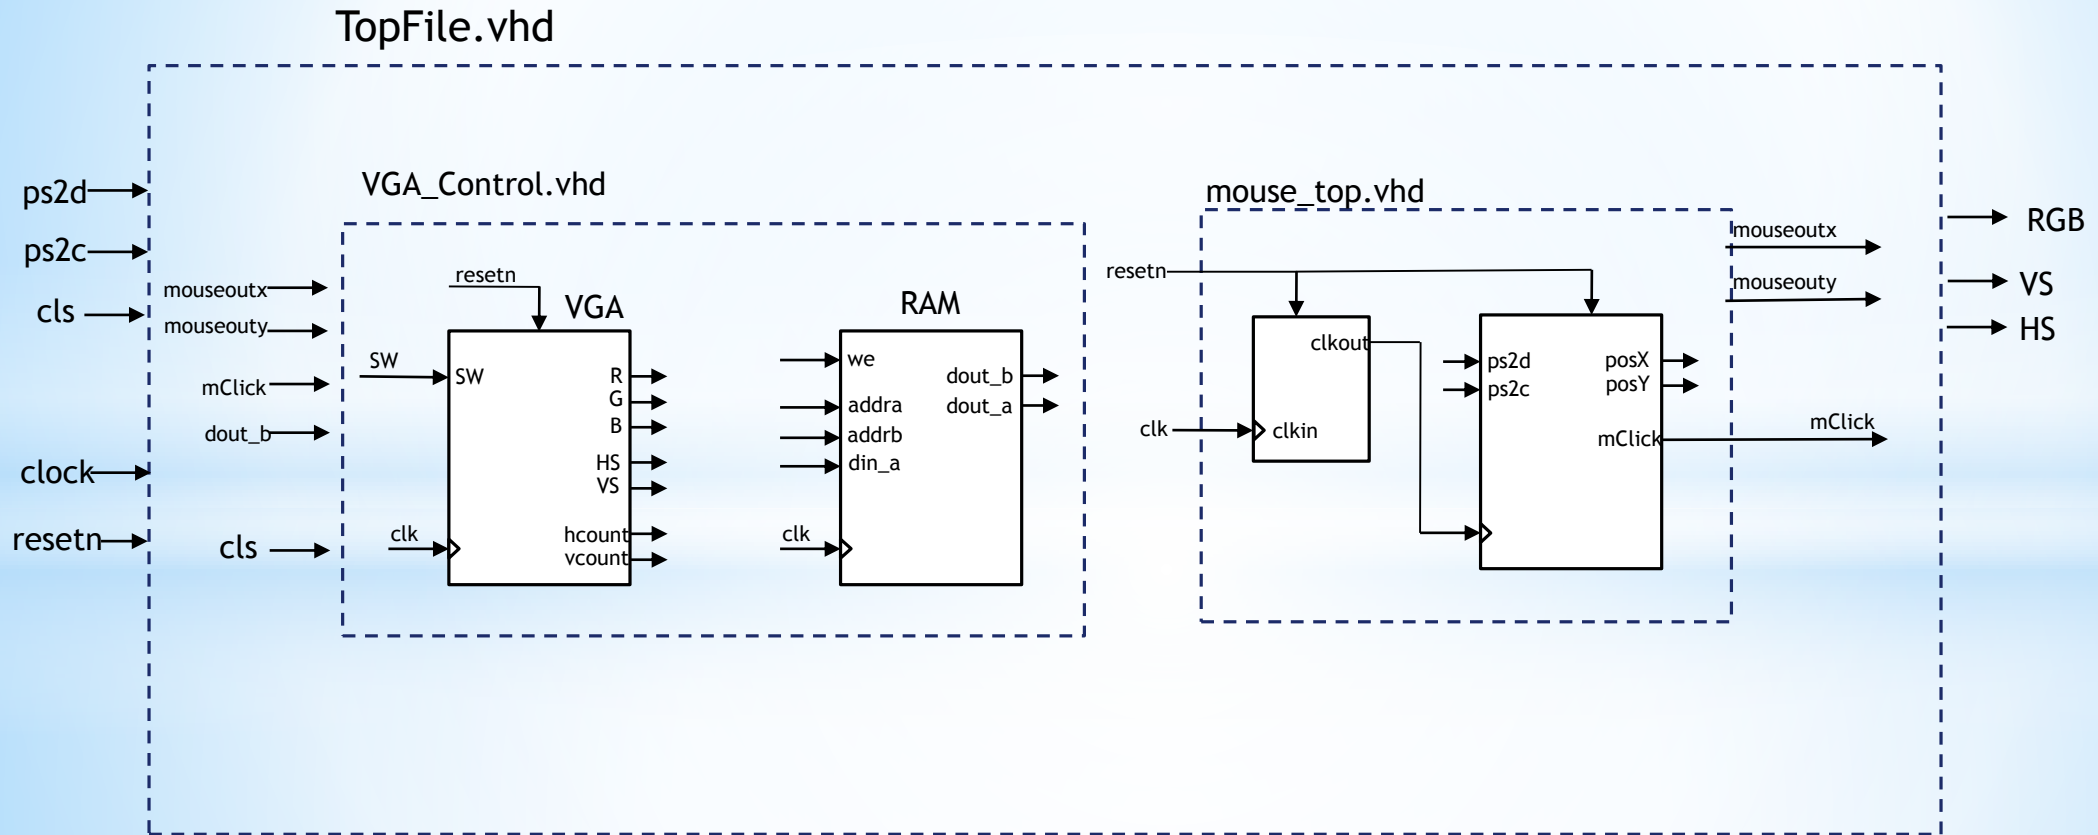 TopFile.vhd
ps2d
ps2c
cls
clock
resetn
mouseoutx
mouseouty
mClick
dout_b
cls
VGA_Control.vhd
resetn
VGA
SW
SW
R
G
B
HS
VS
hcount
vcount
clk
RAM
we
addra
addrb
din_a
dout_b
dout_a
clk
mouse_top.vhd
resetn
clkout
clk
clkin
ps2d
ps2c
posX
posY
mClick
mouseoutx
mouseouty
mClick
RGB
VS
HS